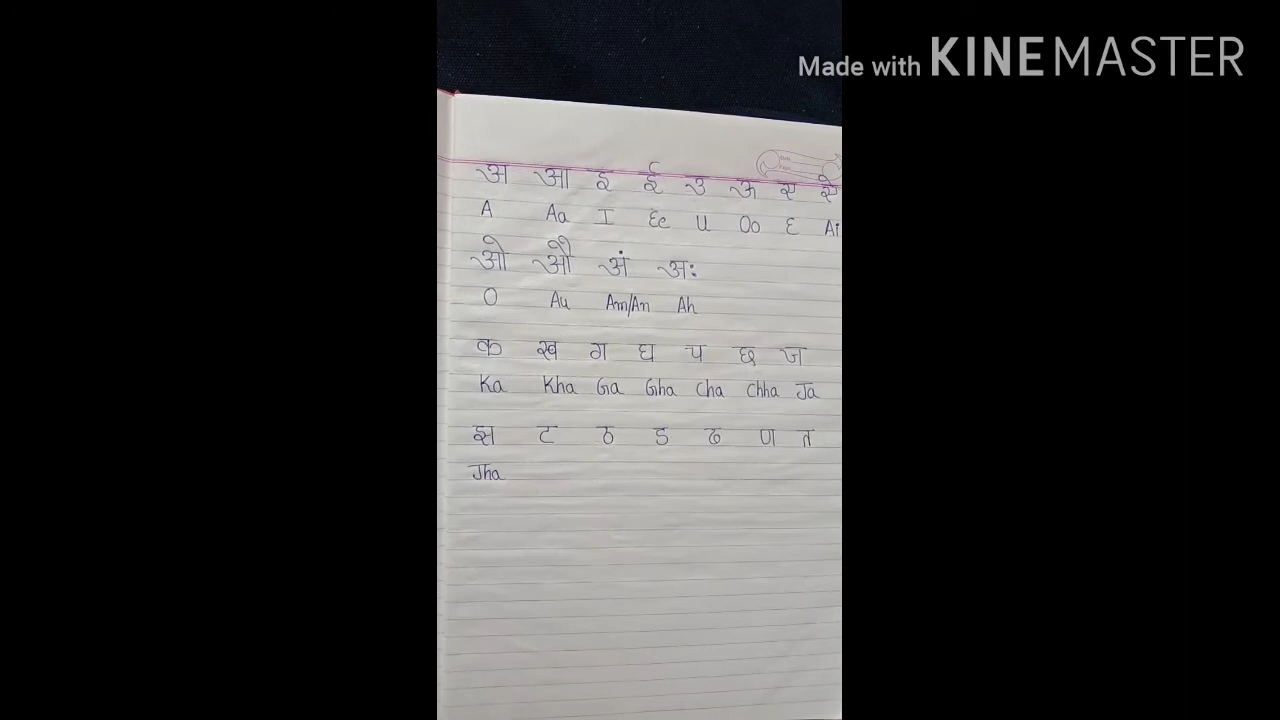 Made with KINEMASTER
अ आ इ ई उ ऊ ए ऐ
A Aa I Ee U Oo E Ai
ओ औ अं अः
O Au Am/An Ah
क ख ग घ च छ ज
Ka Kha Ga Gha Cha Chha Ja
झ ट ठ ड ढ ण त
Jha